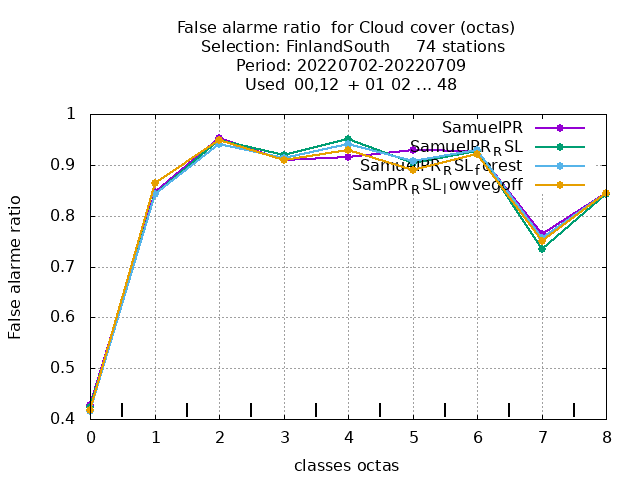 False alarme ratio  for Cloud cover (octas)
Selection: FinlandSouth     74 stations
Period: 20220702-20220709
Used  00,12  + 01 02 ... 48
SamuelPR
SamuelPR_RSL
SamuelPR_RSL_forest
SamPR_RSL_lowvegoff
1
0.9
0.8
0.7
0.6
0.5
0.4
False alarme ratio
0 1 2 3 4 5 6 7 8
classes octas